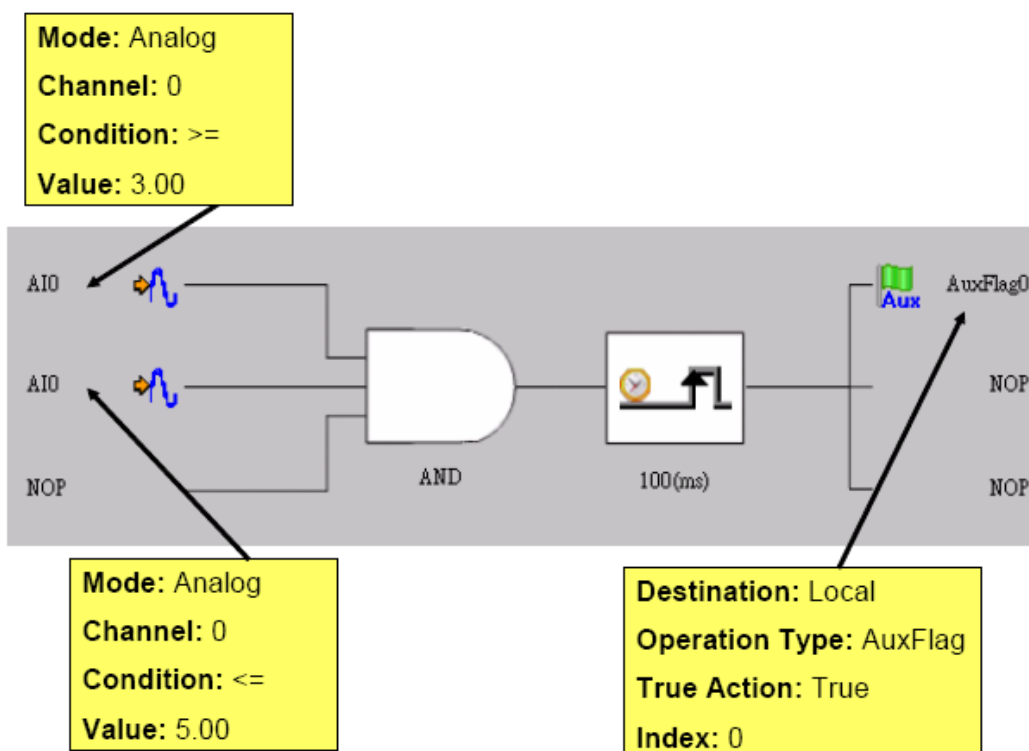 Mode: Analog
Channel: 0
Condition: >=
Value: 3.00
AI0
Aux
AuxFlag0
AI0
NOP
NOP
AND
100(ms)
NOP
Mode: Analog
Channel: 0
Condition: <=
Value: 5.00
Destination: Local
Operation Type: AuxFlag
True Action: True
Index: 0